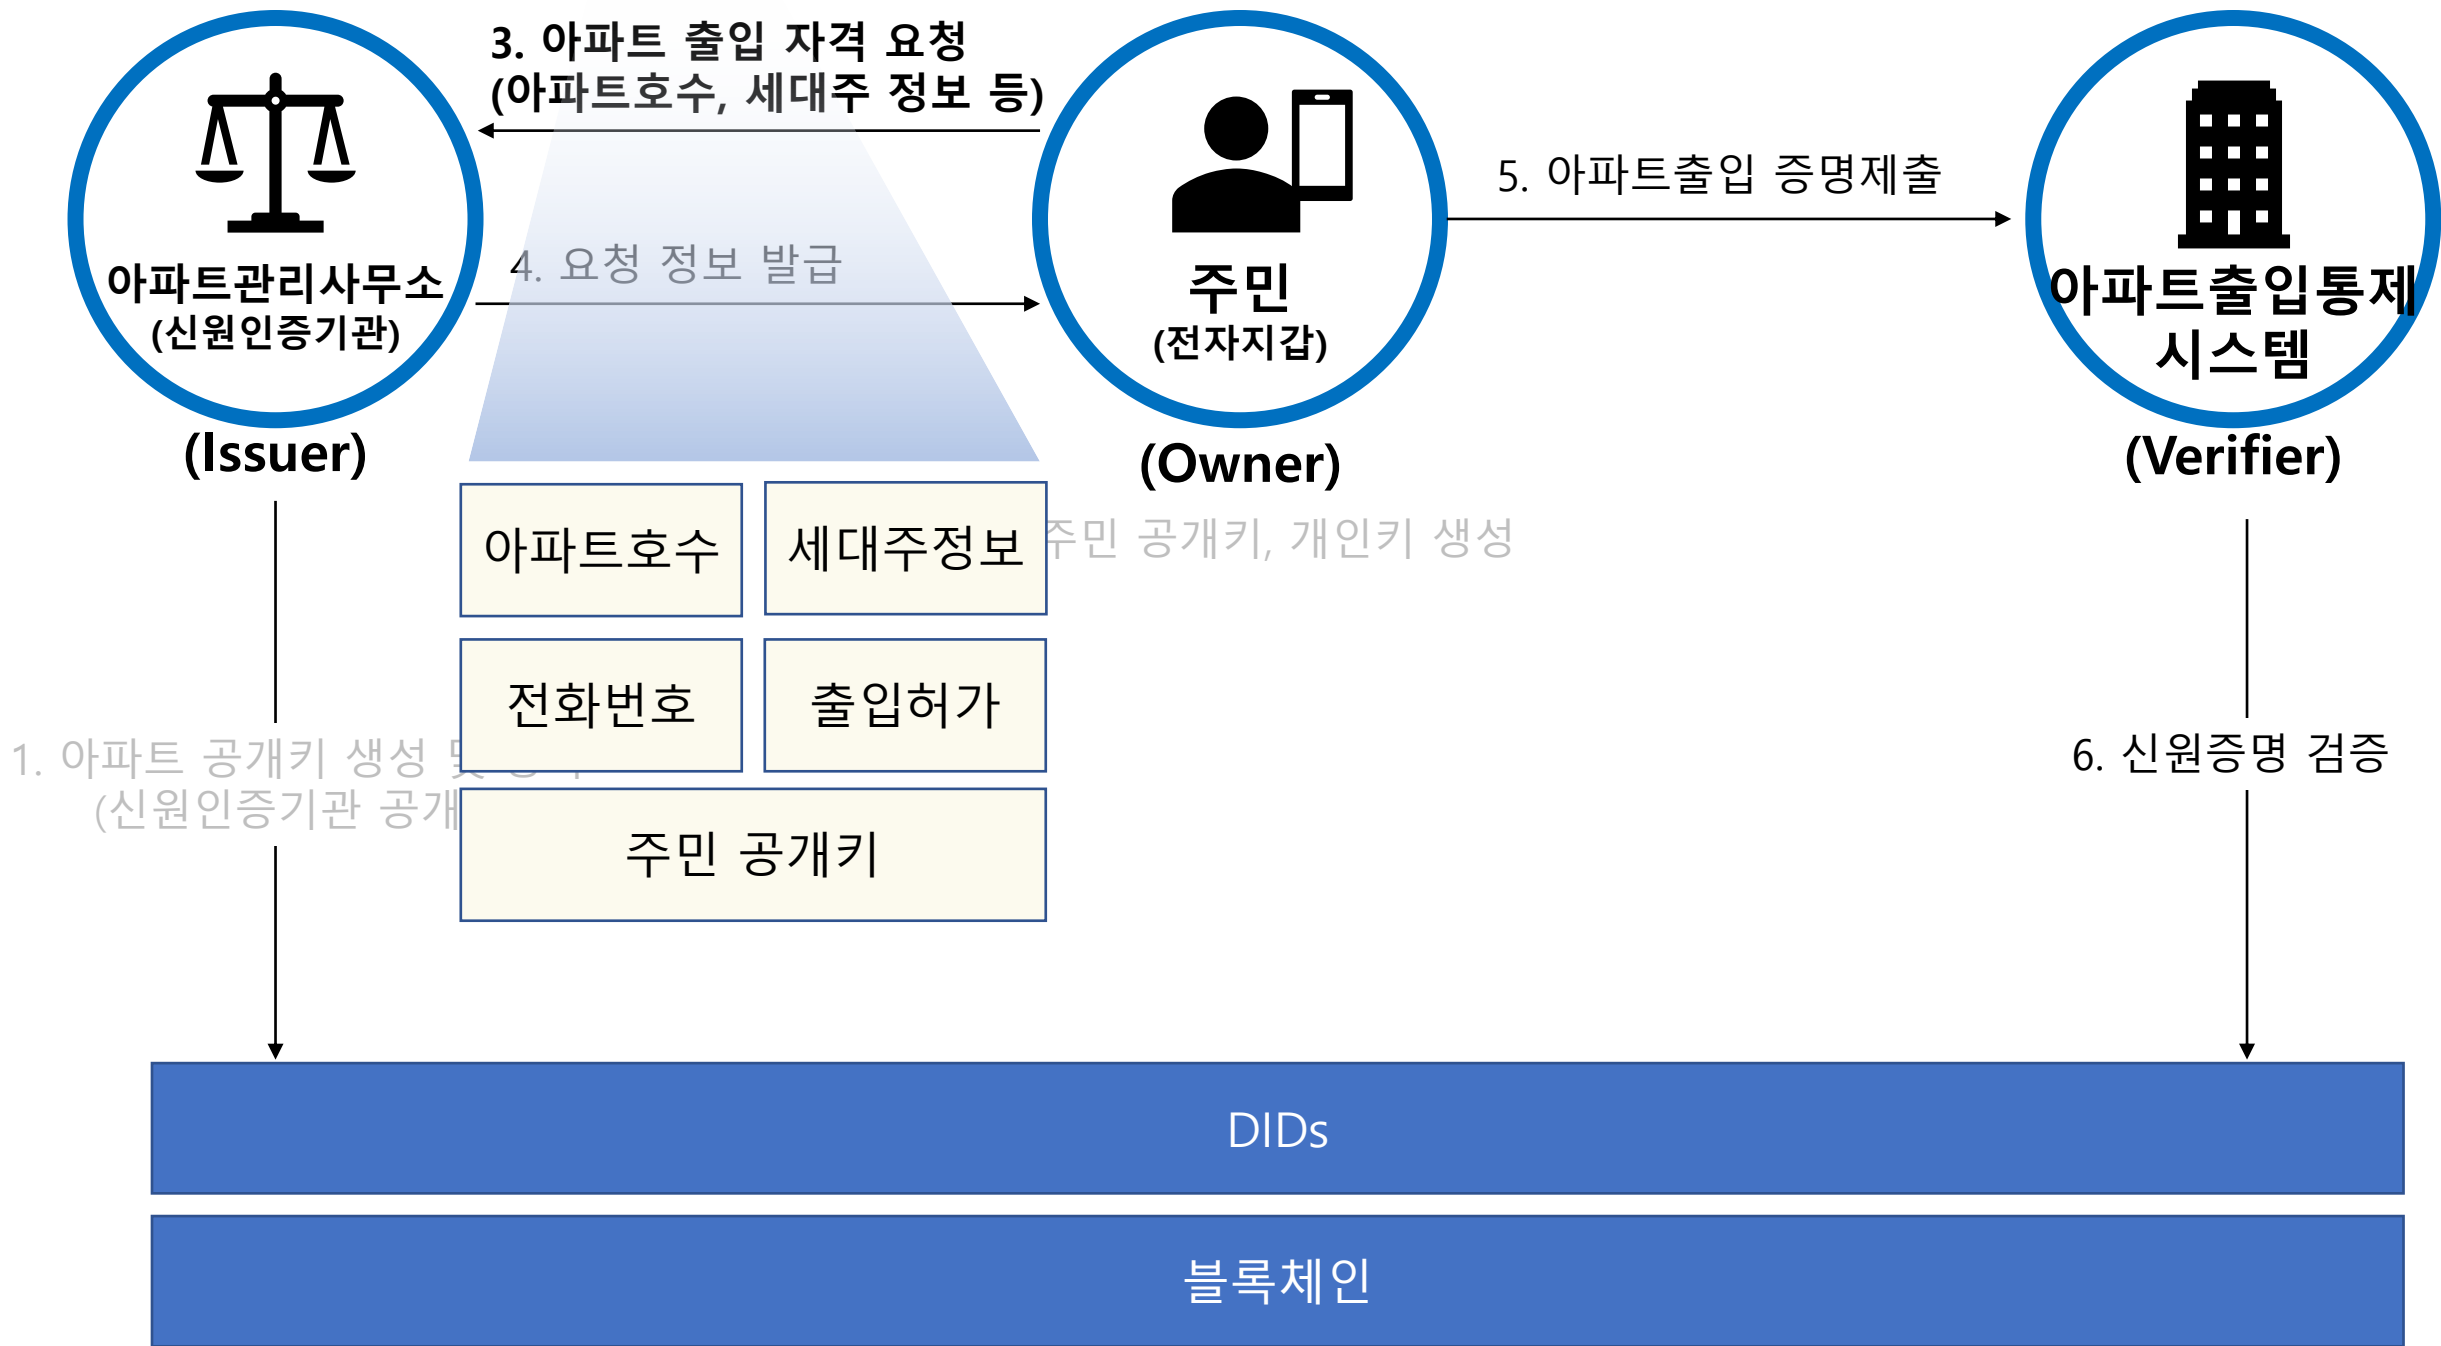 3. 아파트 출입 자격 요청
(아파트호수, 세대주 정보 등)
4. 요청 정보 발급
5. 아파트출입 증명제출
아파트관리사무소
(신원인증기관)
(Issuer)
주민
(전자지갑)
(Owner)
아파트출입통제
시스템
(Verifier)
아파트호수
세대주정보
주민 공개키, 개인키 생성
전화번호
출입허가
1. 아파트 공개키 생성
(신원인증기관 공개
주민 공개키
6. 신원증명 검증
DIDs
블록체인